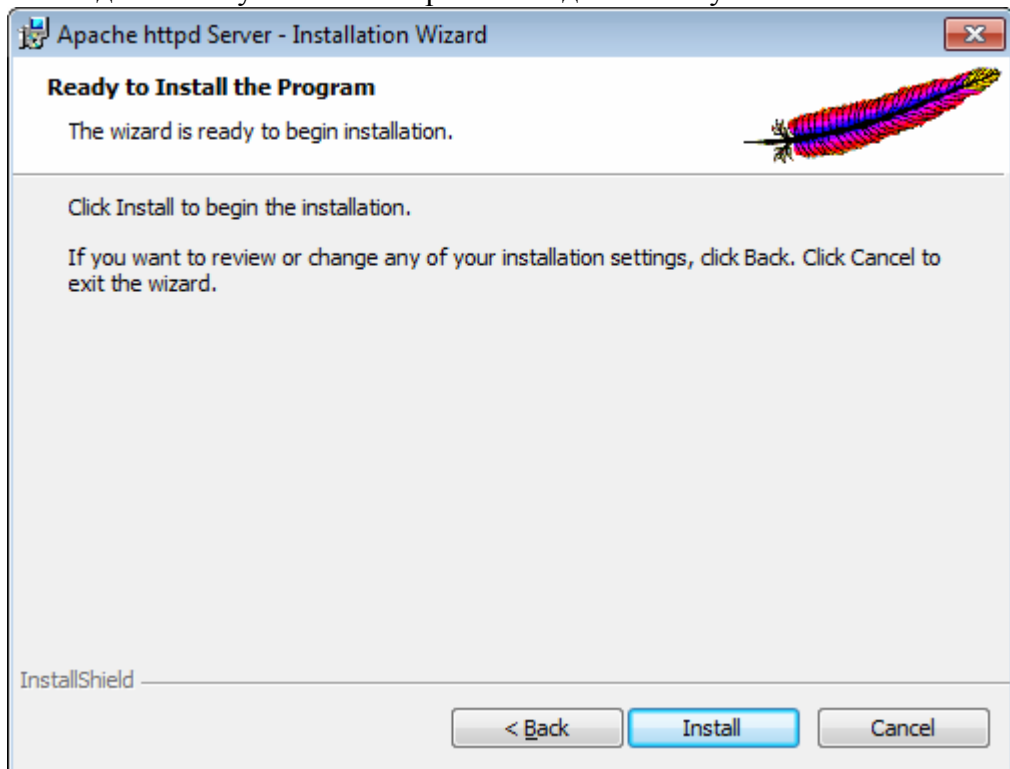 Apache httpd Server - Installation Wizard
Ready to Install the Program
The wizard is ready to begin installation.
Click Install to begin the installation.
If you want to review or change any of your installation settings, click Back. Click Cancel to
exit the wizard.
InstallShield
< Back Install Cancel